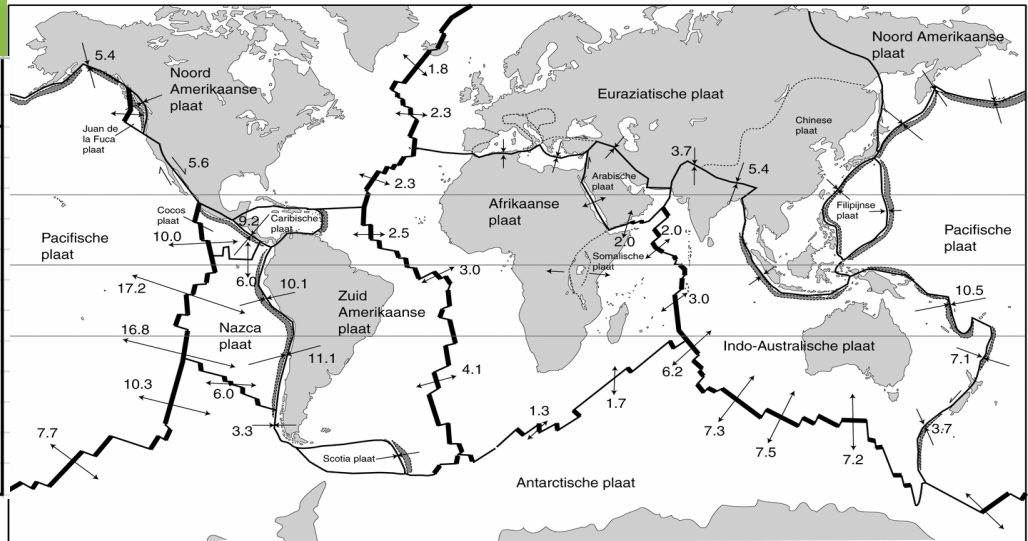 Noord
Amerikaanse
plaat
Juan de
la Fuca
plaat
5.4
5.6
Cocos
plaat
10.0
Pacifische
plaat
17.2
16.8
10.3
7.7
Nazca
plaat
6.0
6.0
9.2
Caribische
plaat
10.1
Zuid
Amerikaanse
plaat
11.1
3.3
Scotia plaat
1.8
2.3
2.3
2.5
3.0
4.1
Afrikaanse
plaat
Euraziatische plaat
Arabische
plaat
2.0
Somalische
plaat
2.0
3.0
6.2
1.3
1.7
Antarctische plaat
3.7
5.4
Chinese
plaat
Noord Amerikaanse
plaat
Filipijnse
plaat
Pacifische
plaat
10.5
Indo-Australische plaat
7.1
3.7
7.3
7.5
7.2